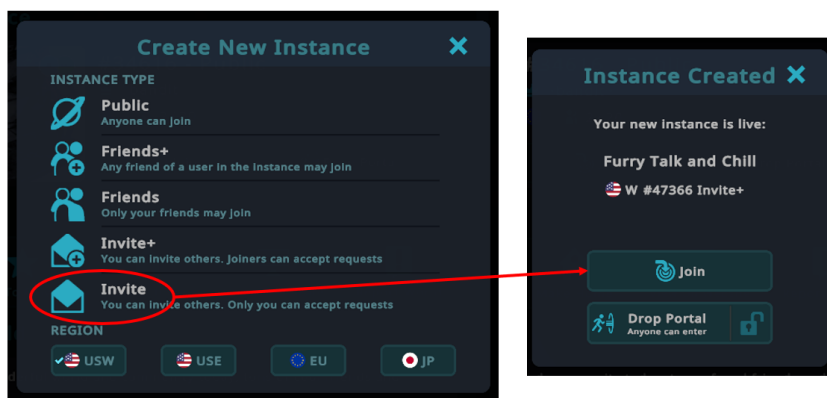 Create New Instance
INSTANCE TYPE
Public
Anyone can join
Friends+
Any friend of a user in the instance may join
Friends
Only your friends may join
Invite+
You can invite others. Joiners can accept requests
Invite
You can invite others. Only you can accept requests
REGION
USW USE EU JP
Instance Created
Your new instance is live:
Furry Talk and Chill
W #47366 Invite+
Join
Drop Portal
Anyone can enter